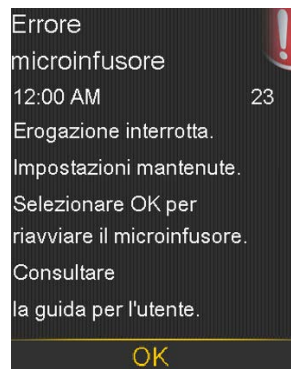 Errore
microinfusore
12:00 AM 23
Erogazione interrotta.
Impostazioni mantenute.
Selezionare OK per
riavviare il microinfusore.
Consultare
la guida per l'utente.
OK